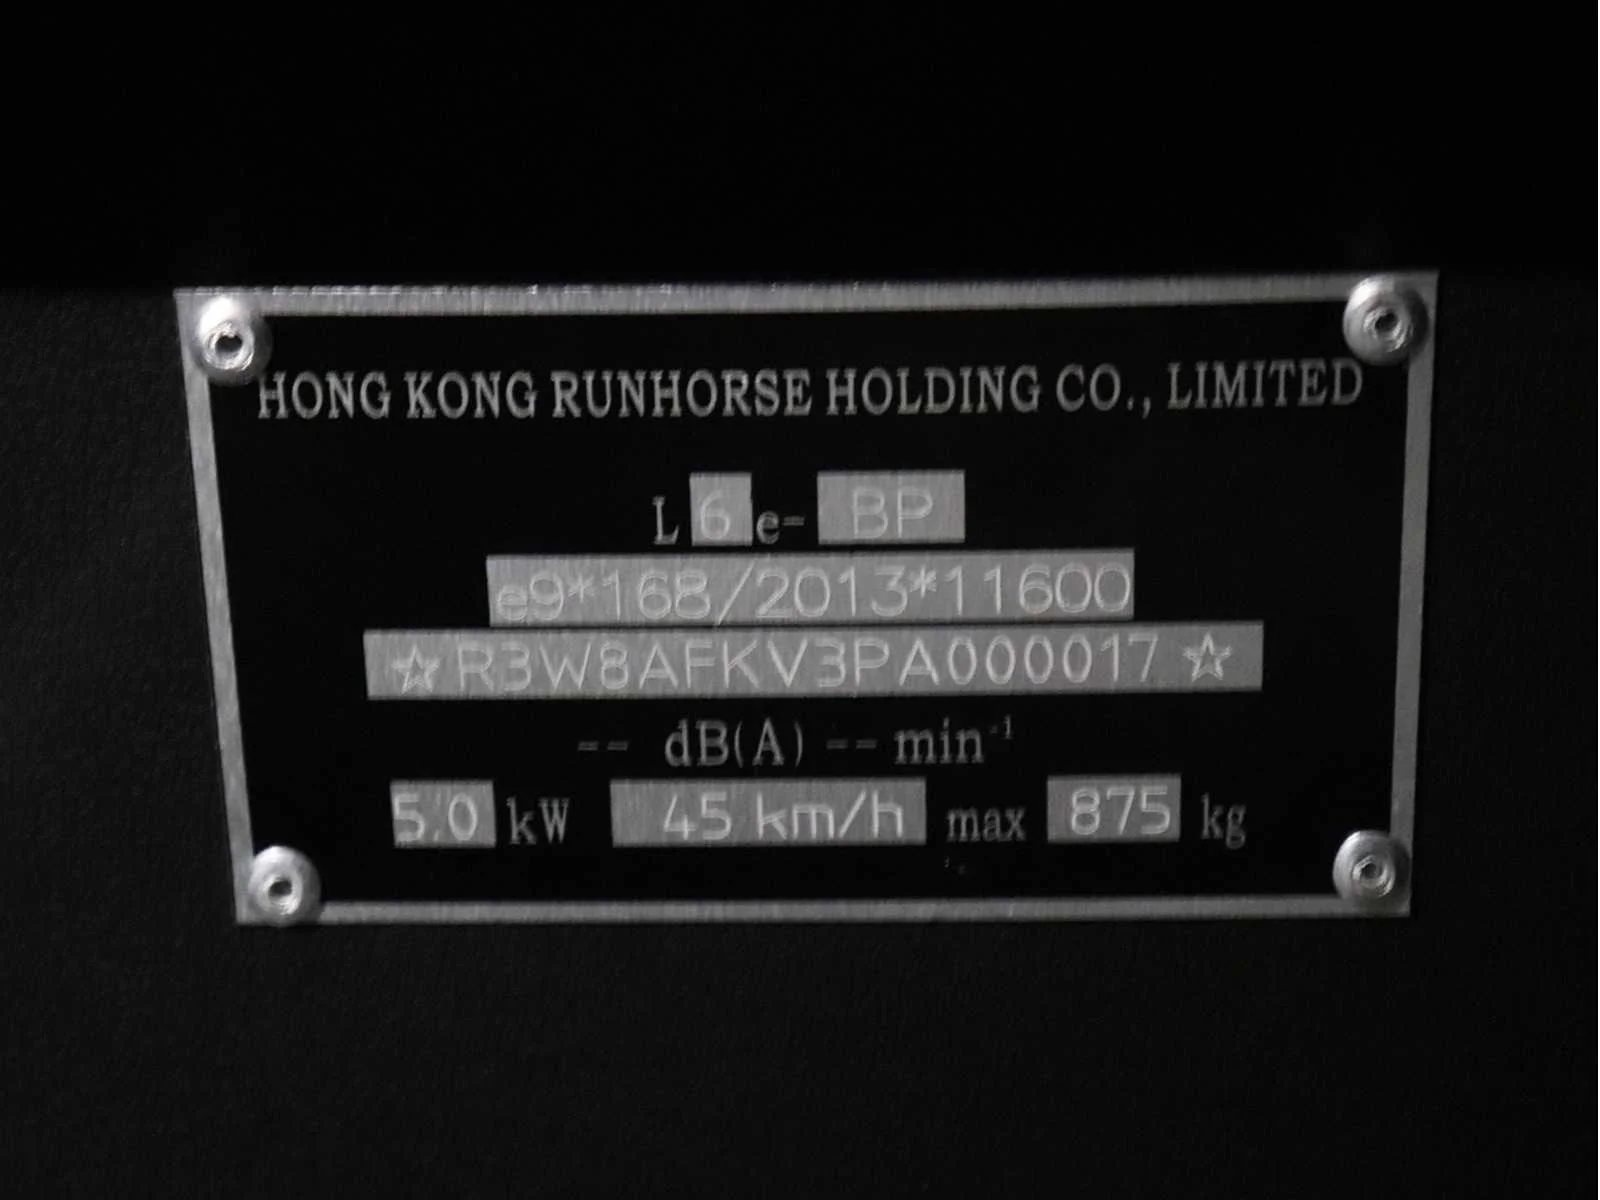 HONG KONG RUNHORSE HOLDING CO., LIMITED
L 6 e- BP
e9*168/2013*11600
☆R3W8AFKV3PA000017☆
-- dB(A) -- min⁻¹
5.0 kW 45 km/h max 875 kg